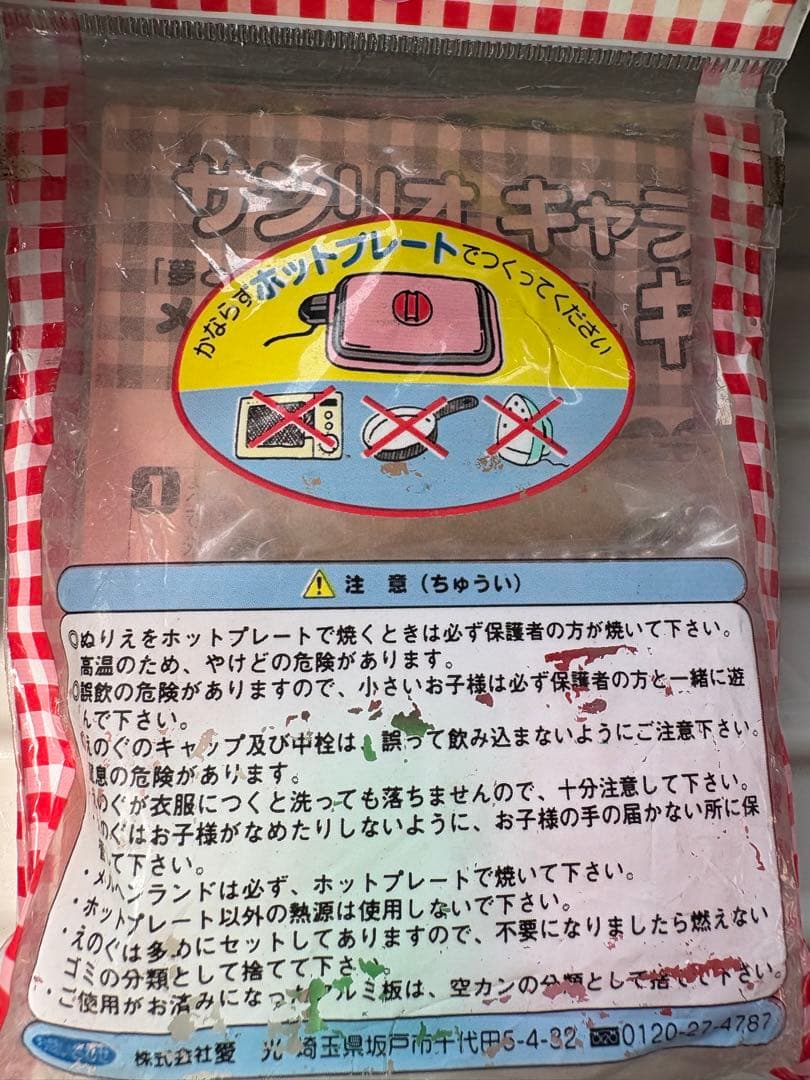 サンリオ キャラ
かならずホットプレートでつくってください
キ
1
注 意（ちゅうい）
◎ぬりえをホットプレートで焼くときは必ず保護者の方が焼いて下さい。
高温のため、やけどの危険があります。
◎誤飲の危険がありますので、小さいお子様は必ず保護者の方と一緒に遊
んで下さい。
えのぐのキャップ及び中栓は、誤って飲み込まないようにご注意下さい。
息の危険があります。
えのぐが衣服につくと洗っても落ちませんので、十分注意して下さい。
のぐはお子様がなめたりしないように、お子様の手の届かない所に保
て下さい。
・メルヘンランドは必ず、ホットプレートで焼いて下さい。
・ホットプレート以外の熱源は使用しないで下さい。
・えのぐは多めにセットしてありますので、不要になりましたら燃えない
ゴミの分類として捨てて下さい。
・ご使用がお済みになったアルミ板は、空カンの分類として捨てて下さい。
株式会社愛 光 埼玉県坂戸市千代田5-4-32 0120-27-4787